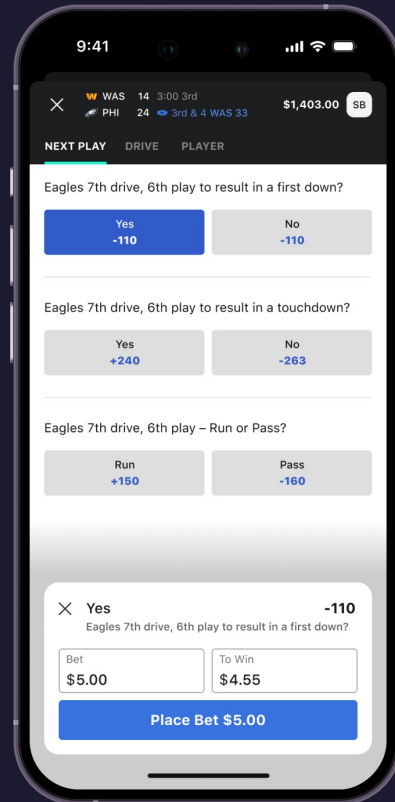 9:41
WAS 14 3:00 3rd
PHI 24 3rd & 4 WAS 33
$1,403.00 SB
NEXT PLAY DRIVE PLAYER
Eagles 7th drive, 6th play to result in a first down?
Yes No
-110 -110
Eagles 7th drive, 6th play to result in a touchdown?
Yes No
+240 -263
Eagles 7th drive, 6th play – Run or Pass?
Run Pass
+150 -160
Yes -110
Eagles 7th drive, 6th play to result in a first down?
Bet To Win
$5.00 $4.55
Place Bet $5.00